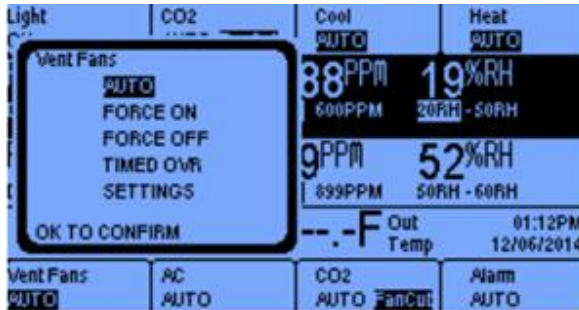 Light
CO2
Cool
Heat
AUTO
AUTO
Vent Fans
AUTO
FORCE ON
FORCE OFF
TIMED OVR
SETTINGS
OK TO CONFIRM
38PPM
19%RH
600PPM
20RH - 50RH
9PPM
52%RH
899PPM
50RH - 60RH
--.-F
Out Temp
01:12PM
12/06/2014
Vent Fans
AC
CO2
Alarm
AUTO
AUTO
AUTO FanCut
AUTO